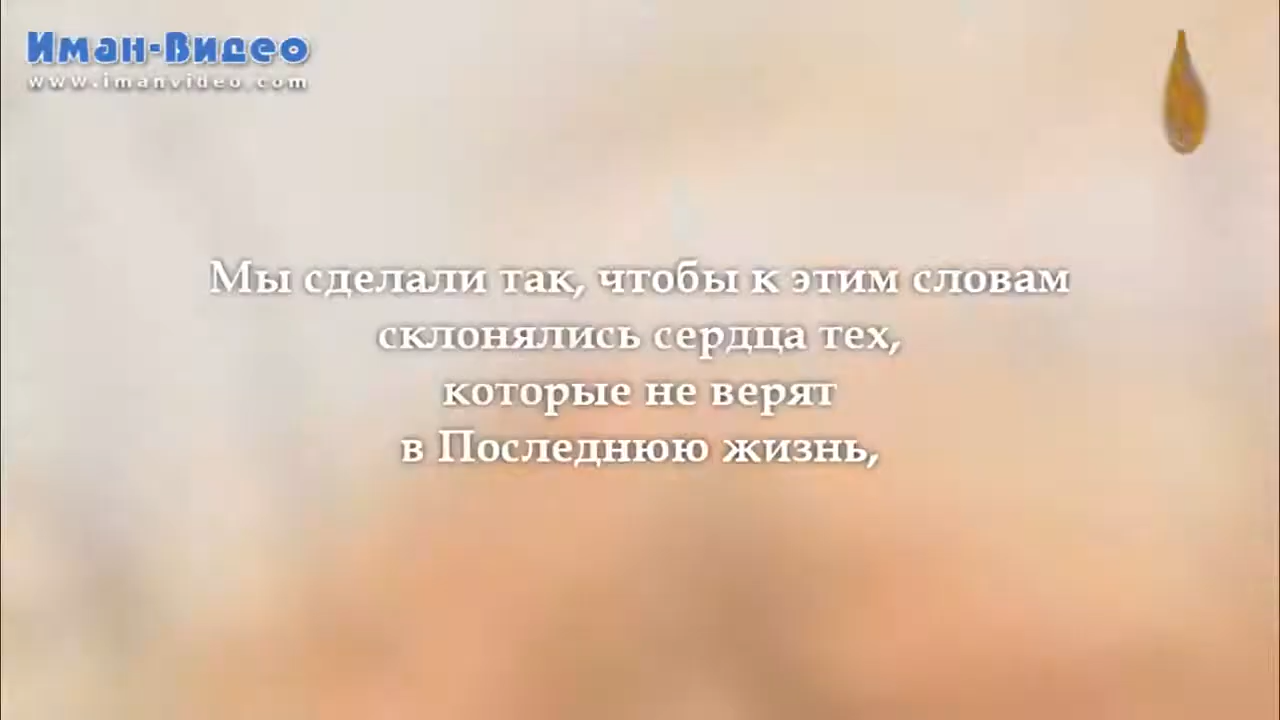 Иман-Видео
www.imanvideo.com
Мы сделали так, чтобы к этим словам
склонялись сердца тех,
которые не верят
в Последнюю жизнь,